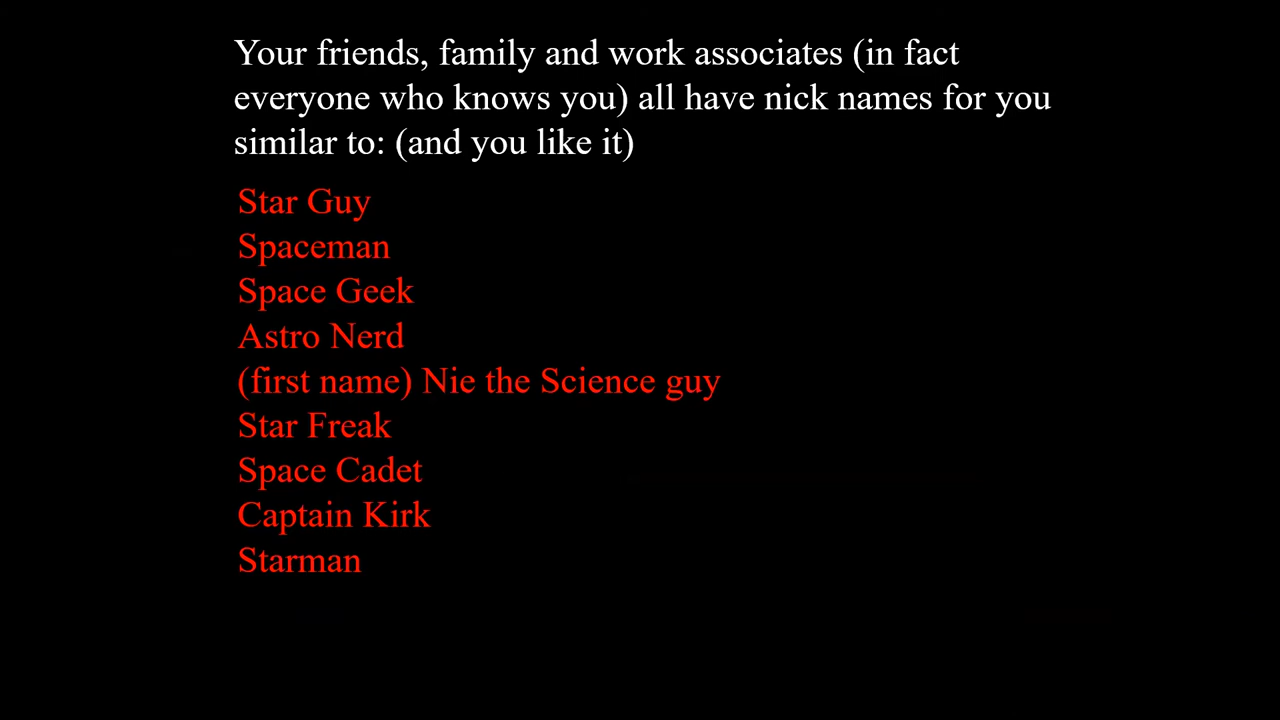 Your friends, family and work associates (in fact
everyone who knows you) all have nick names for you
similar to: (and you like it)
Star Guy
Spaceman
Space Geek
Astro Nerd
(first name) Nie the Science guy
Star Freak
Space Cadet
Captain Kirk
Starman